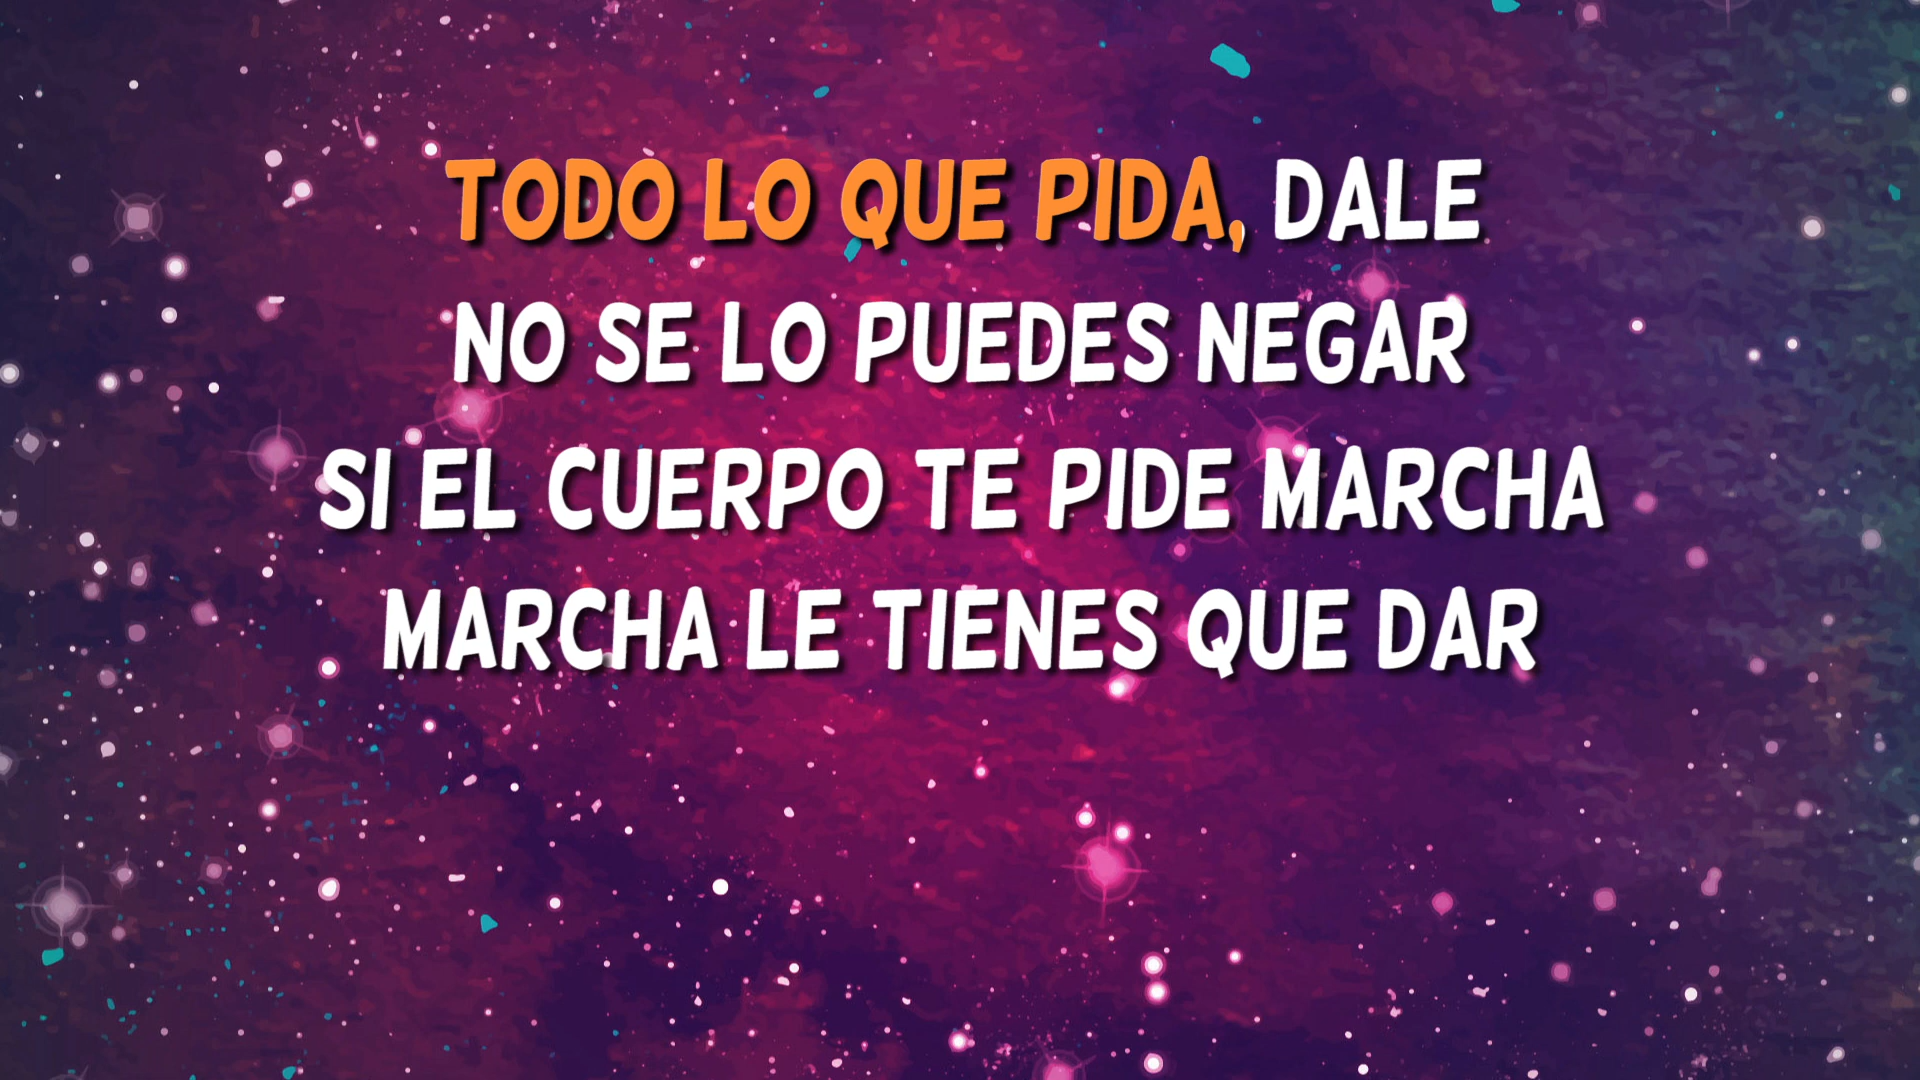 TODO LO QUE PIDA, DALE
NO SE LO PUEDES NEGAR
SI EL CUERPO TE PIDE MARCHA
MARCHA LE TIENES QUE DAR